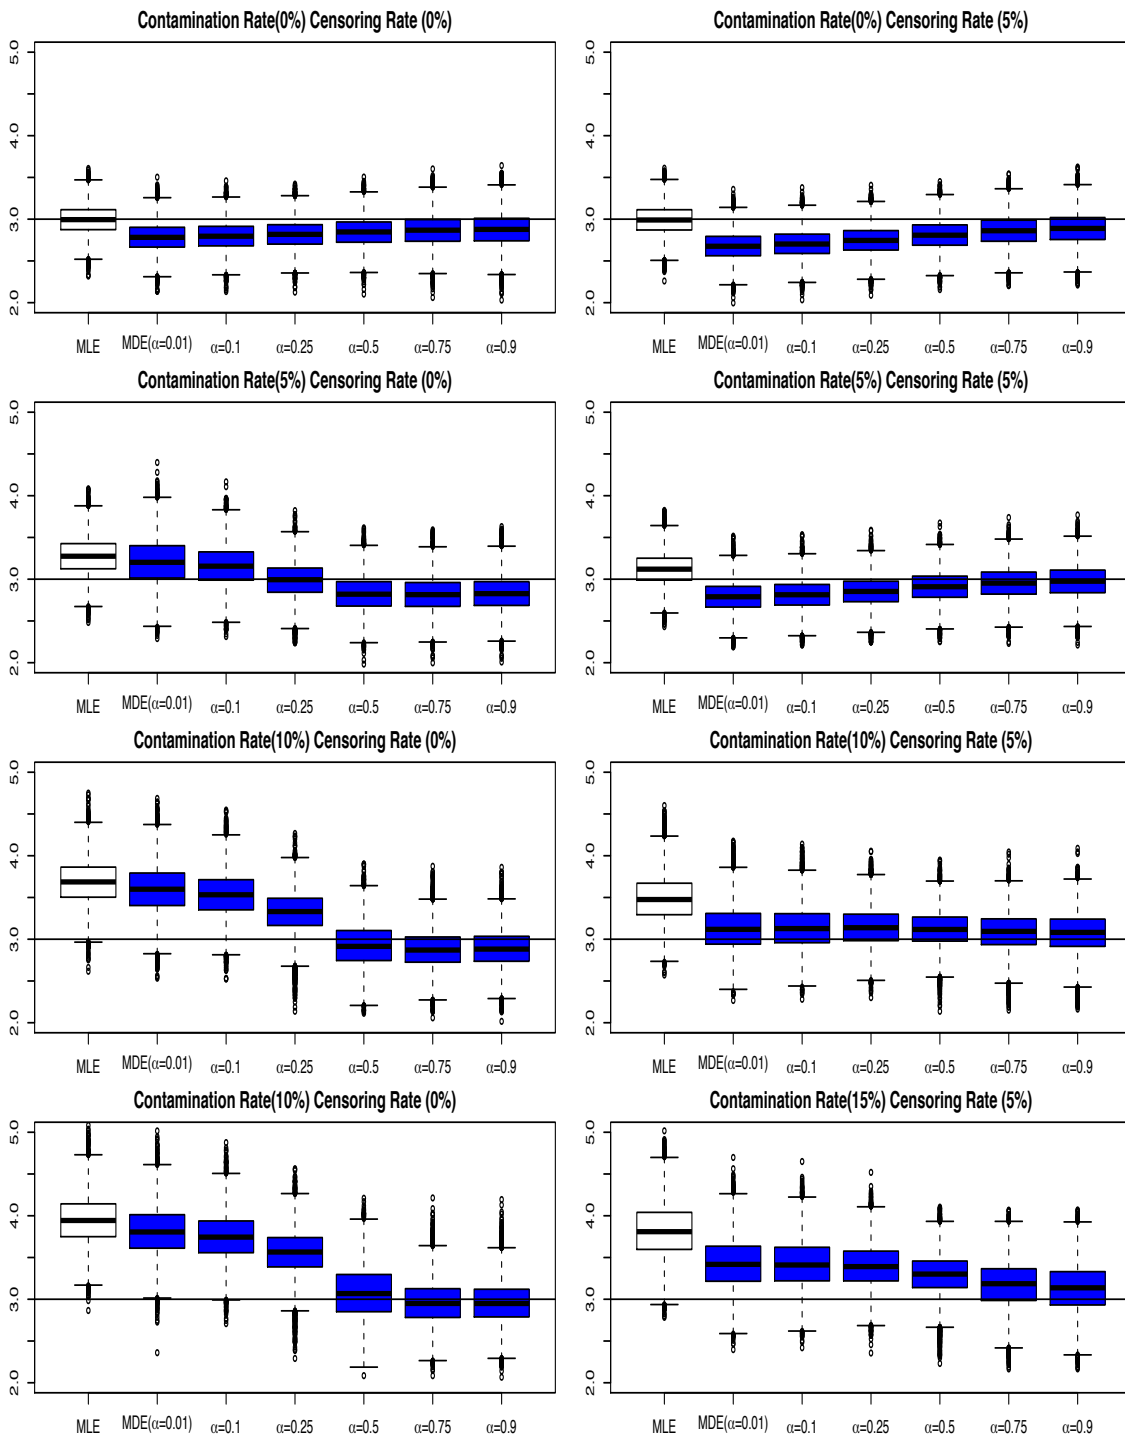 Contamination Rate(0%) Censoring Rate (0%)
5.0
4.0
3.0
2.0
MLE MDE(α=0.01) α=0.1 α=0.25 α=0.5 α=0.75 α=0.9
Contamination Rate(0%) Censoring Rate (5%)
5.0
4.0
3.0
2.0
MLE MDE(α=0.01) α=0.1 α=0.25 α=0.5 α=0.75 α=0.9
Contamination Rate(5%) Censoring Rate (0%)
5.0
4.0
3.0
2.0
MLE MDE(α=0.01) α=0.1 α=0.25 α=0.5 α=0.75 α=0.9
Contamination Rate(5%) Censoring Rate (5%)
5.0
4.0
3.0
2.0
MLE MDE(α=0.01) α=0.1 α=0.25 α=0.5 α=0.75 α=0.9
Contamination Rate(10%) Censoring Rate (0%)
5.0
4.0
3.0
2.0
MLE MDE(α=0.01) α=0.1 α=0.25 α=0.5 α=0.75 α=0.9
Contamination Rate(10%) Censoring Rate (5%)
5.0
4.0
3.0
2.0
MLE MDE(α=0.01) α=0.1 α=0.25 α=0.5 α=0.75 α=0.9
Contamination Rate(10%) Censoring Rate (0%)
5.0
4.0
3.0
2.0
MLE MDE(α=0.01) α=0.1 α=0.25 α=0.5 α=0.75 α=0.9
Contamination Rate(15%) Censoring Rate (5%)
5.0
4.0
3.0
2.0
MLE MDE(α=0.01) α=0.1 α=0.25 α=0.5 α=0.75 α=0.9